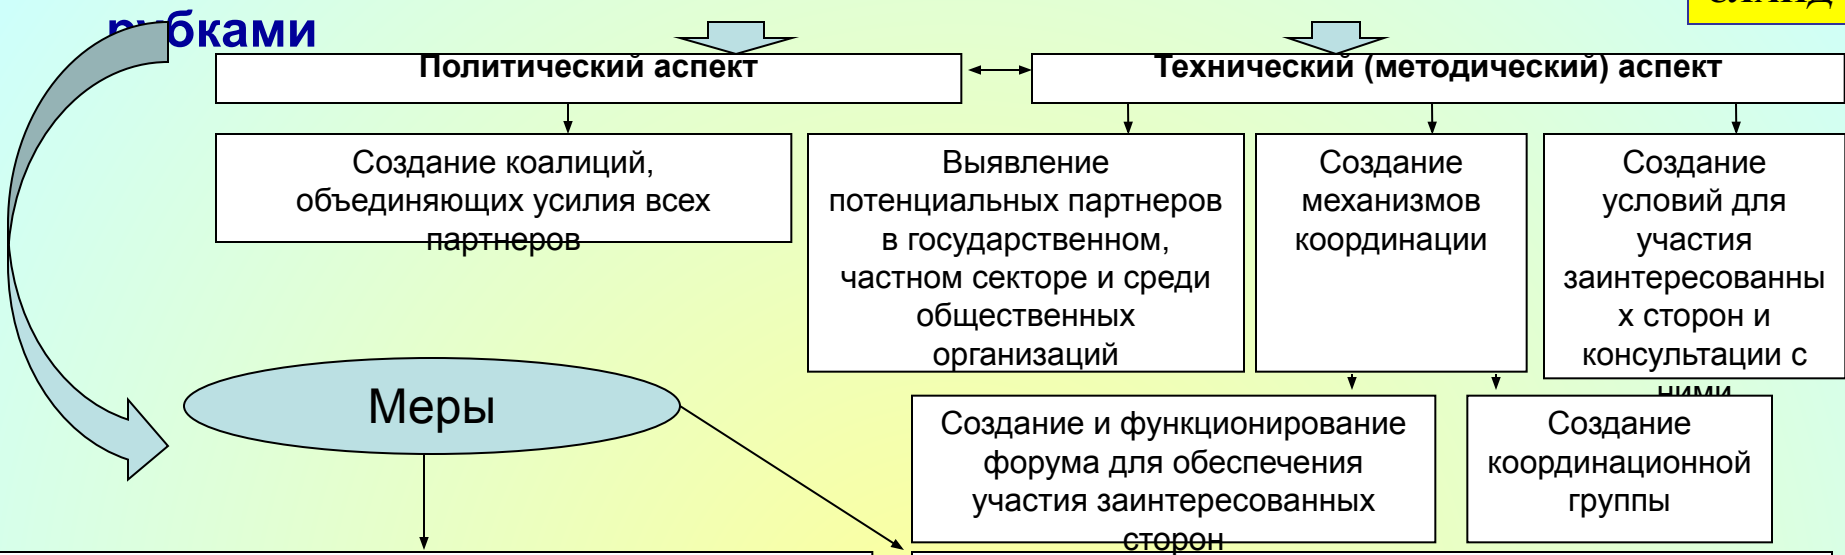 рубками
Политический аспект
Технический (методический) аспект
Создание коалиций,
объединяющих усилия всех
партнеров
Выявление
потенциальных партнеров
в государственном,
частном секторе и среди
общественных
организаций
Создание
механизмов
координации
Создание
условий для
участия
заинтересованны
х сторон и
консультации с
ними
Меры
Создание и функционирование
форума для обеспечения
участия заинтересованных
сторон
Создание
координационной
группы